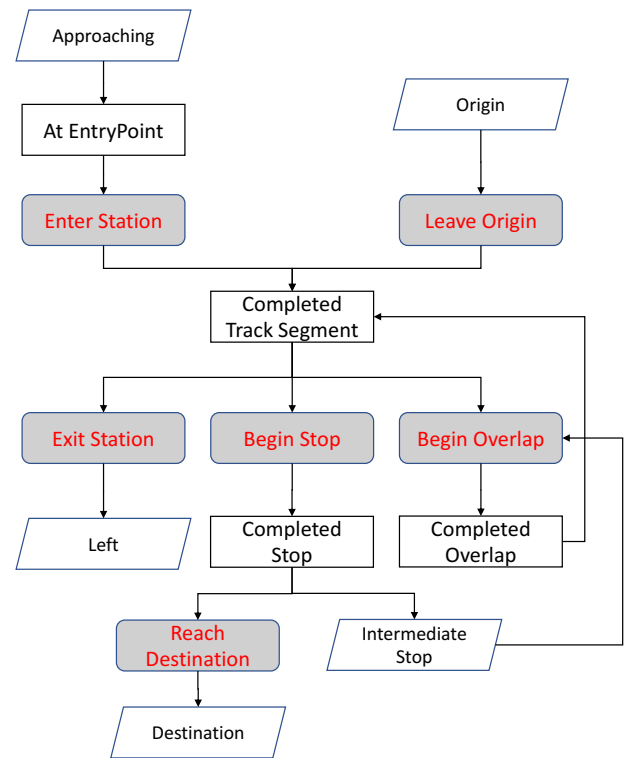 Approaching
Origin
At EntryPoint
Enter Station
Leave Origin
Completed
Track Segment
Exit Station
Begin Stop
Begin Overlap
Left
Completed
Stop
Completed
Overlap
Reach
Destination
Intermediate
Stop
Destination